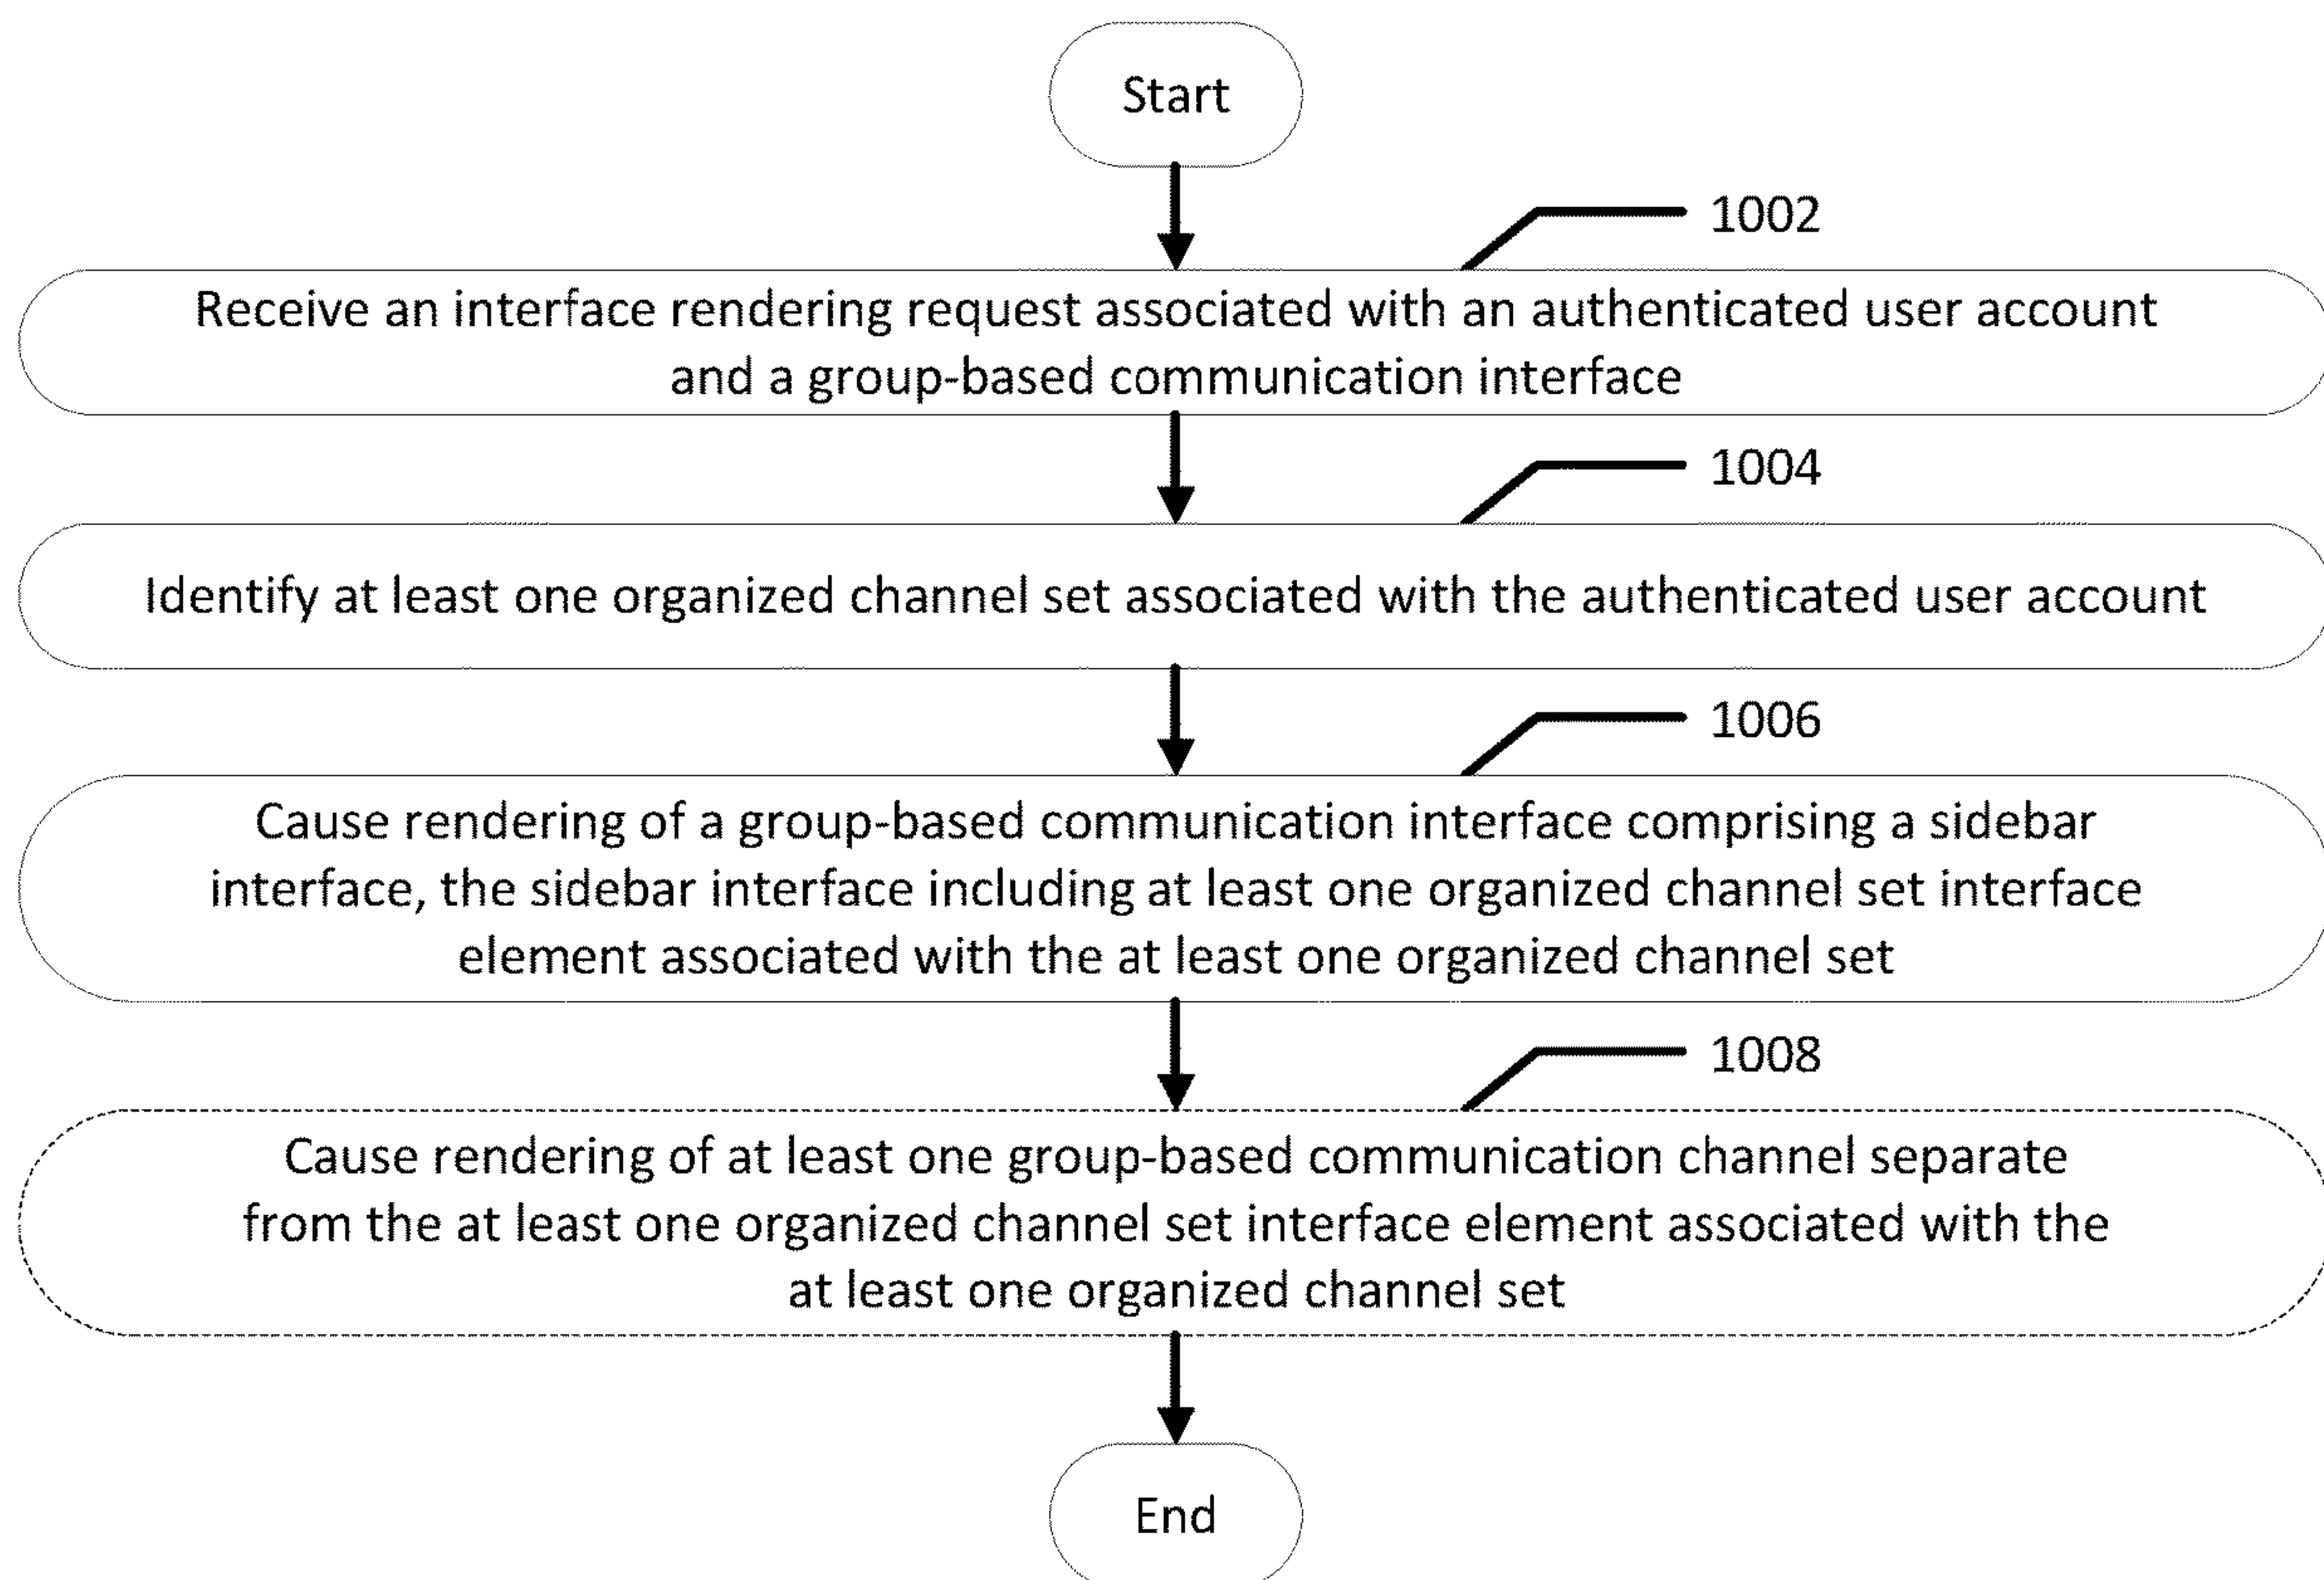 Start
1002
Receive an interface rendering request associated with an authenticated user account
and a group-based communication interface
1004
Identify at least one organized channel set associated with the authenticated user account
1006
Cause rendering of a group-based communication interface comprising a sidebar
interface, the sidebar interface including at least one organized channel set interface
element associated with the at least one organized channel set
1008
Cause rendering of at least one group-based communication channel separate
from the at least one organized channel set interface element associated with the
at least one organized channel set
End